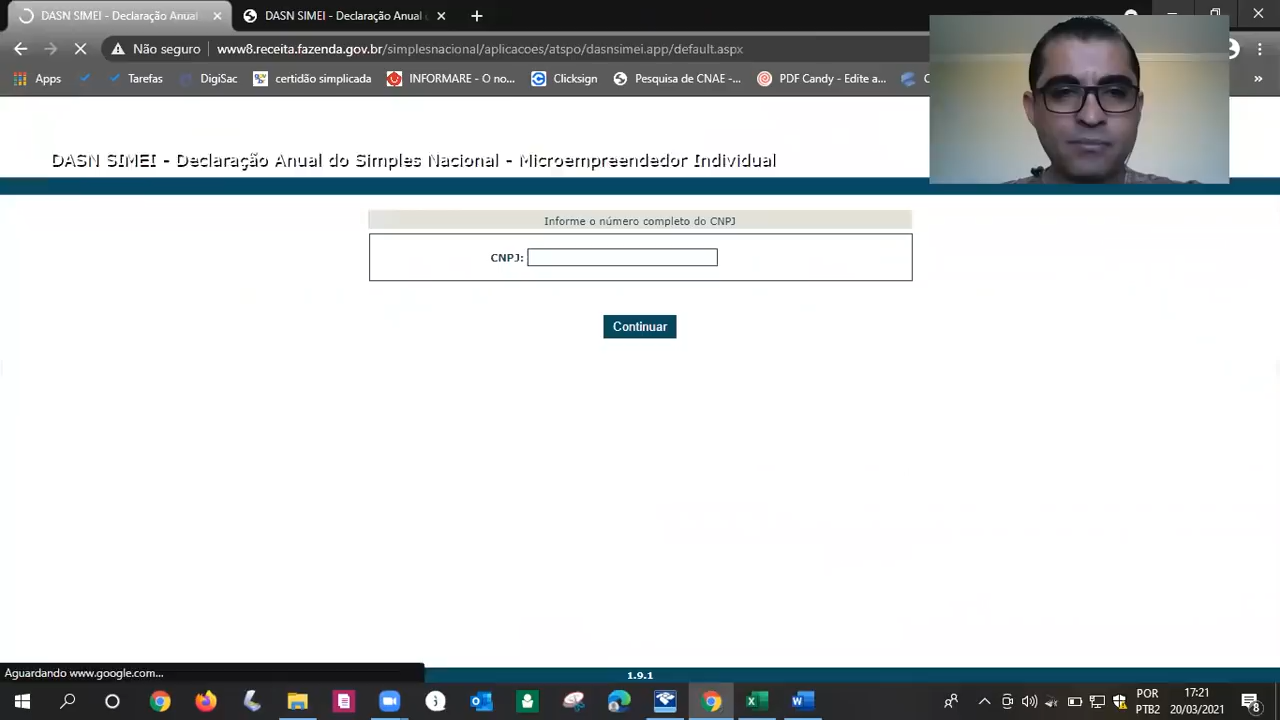 DASN SIMEI - Declaração Anual
DASN SIMEI - Declaração Anual
Não seguro
www8.receita.fazenda.gov.br/simplesnacional/aplicacoes/atspo/dasnsimei.app/default.aspx
Apps Tarefas DigiSac certidão simplicada INFORMARE - O no... Clicksign Pesquisa de CNAE -... PDF Candy - Edite a... »
DASN SIMEI - Declaração Anual do Simples Nacional - Microempreendedor Individual
Informe o número completo do CNPJ
CNPJ:
Continuar
Aguardando www.google.com...
1.9.1
POR 17:21
PTB2 20/03/2021
8